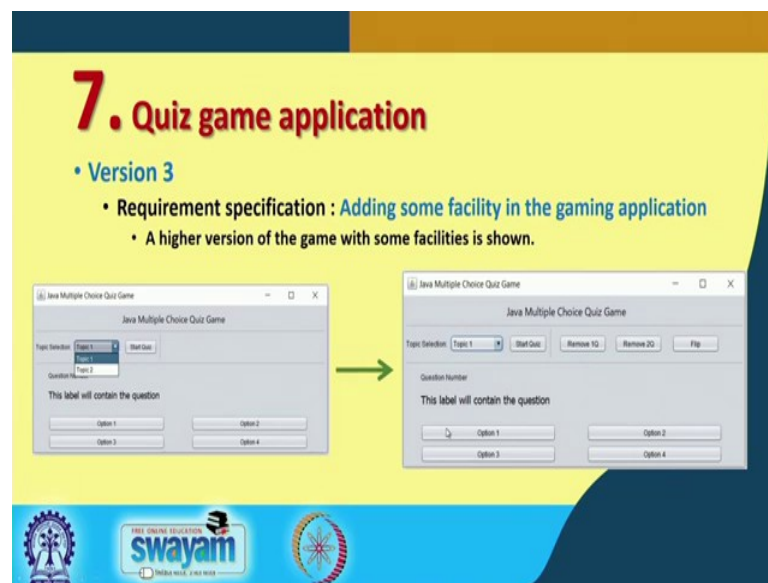 7. Quiz game application
• Version 3
• Requirement specification : Adding some facility in the gaming application
• A higher version of the game with some facilities is shown.
Java Multiple Choice Quiz Game
Java Multiple Choice Quiz Game
Topic Selection Topic 1 Start Quiz
Topic 1
Topic 2
Question Number
This label will contain the question
Option 1 Option 2
Option 3 Option 4
Java Multiple Choice Quiz Game
Java Multiple Choice Quiz Game
Topic Selection Topic 1 Start Quiz Remove 1Q Remove 2Q Flip
Question Number
This label will contain the question
Option 1 Option 2
Option 3 Option 4
FREE ONLINE EDUCATION
swayam